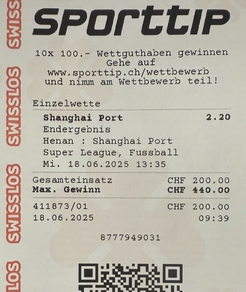 SPORTTIP
10x 100.- Wettguthaben gewinnen
Gehe auf
www.sporttip.ch/wettbewerb
und nimm am Wettbewerb teil!
Einzelwette
Shanghai Port 2.20
Endergebnis
Henan : Shanghai Port
Super League, Fussball
Mi. 18.06.2025 13:35
Gesamteinsatz CHF 200.00
Max. Gewinn CHF 440.00
411873/01 CHF 200.00
18.06.2025 09:39
8777949031
SWISSLOS
SWISSLOS
SWISSLOS
SWISSLOS